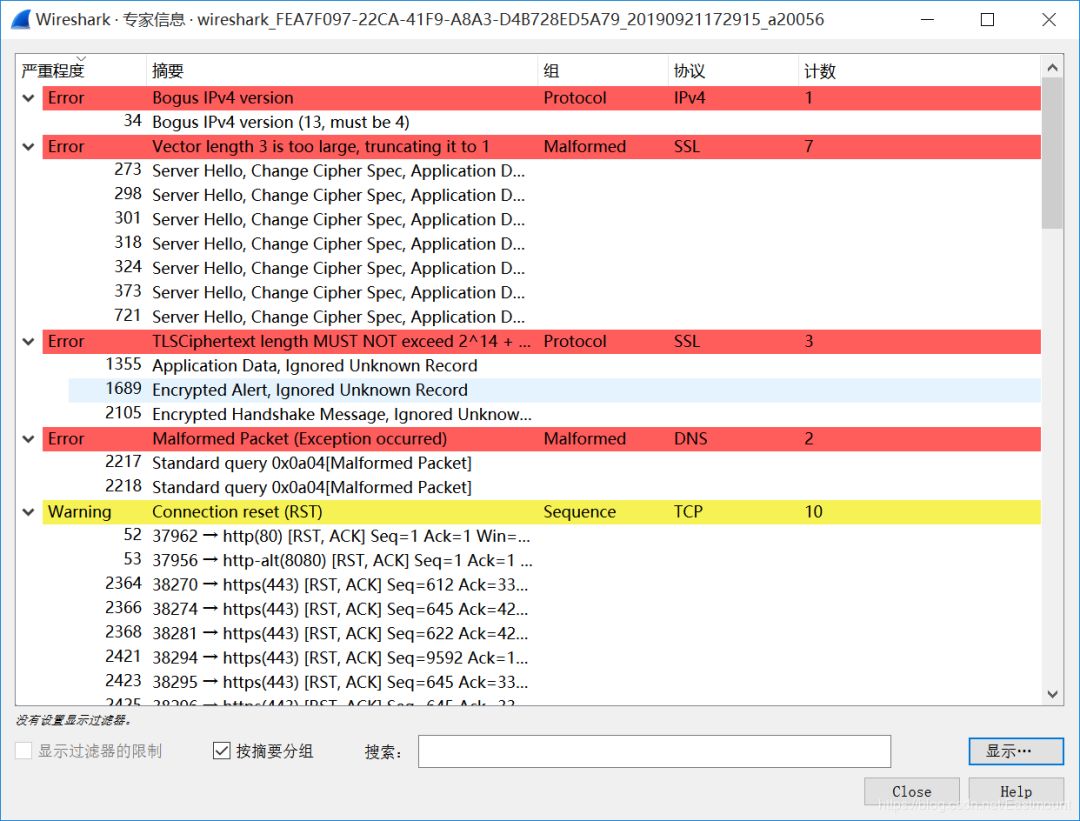 Wireshark · 专家信息 · wireshark_FEA7F097-22CA-41F9-A8A3-D4B728ED5A79_20190921172915_a20056
严重程度 摘要 组 协议 计数
Error Bogus IPv4 version Protocol IPv4 1
34 Bogus IPv4 version (13, must be 4)
Error Vector length 3 is too large, truncating it to 1 Malformed SSL 7
273 Server Hello, Change Cipher Spec, Application D...
298 Server Hello, Change Cipher Spec, Application D...
301 Server Hello, Change Cipher Spec, Application D...
318 Server Hello, Change Cipher Spec, Application D...
324 Server Hello, Change Cipher Spec, Application D...
373 Server Hello, Change Cipher Spec, Application D...
721 Server Hello, Change Cipher Spec, Application D...
Error TLSCiphertext length MUST NOT exceed 2^14 + ... Protocol SSL 3
1355 Application Data, Ignored Unknown Record
1689 Encrypted Alert, Ignored Unknown Record
2105 Encrypted Handshake Message, Ignored Unknow...
Error Malformed Packet (Exception occurred) Malformed DNS 2
2217 Standard query 0x0a04[Malformed Packet]
2218 Standard query 0x0a04[Malformed Packet]
Warning Connection reset (RST) Sequence TCP 10
52 37962 → http(80) [RST, ACK] Seq=1 Ack=1 Win=...
53 37956 → http-alt(8080) [RST, ACK] Seq=1 Ack=1 ...
2364 38270 → https(443) [RST, ACK] Seq=612 Ack=33...
2366 38274 → https(443) [RST, ACK] Seq=645 Ack=42...
2368 38281 → https(443) [RST, ACK] Seq=622 Ack=42...
2421 38294 → https(443) [RST, ACK] Seq=9592 Ack=1...
2423 38295 → https(443) [RST, ACK] Seq=645 Ack=33...
2425 38296 → https(443) [RST, ACK] Seq=645 Ack=33...
没有设置显示过滤器。
显示过滤器的限制 按摘要分组 搜索： 显示…
Close Help
https://blog.csdn.net/Eastmount